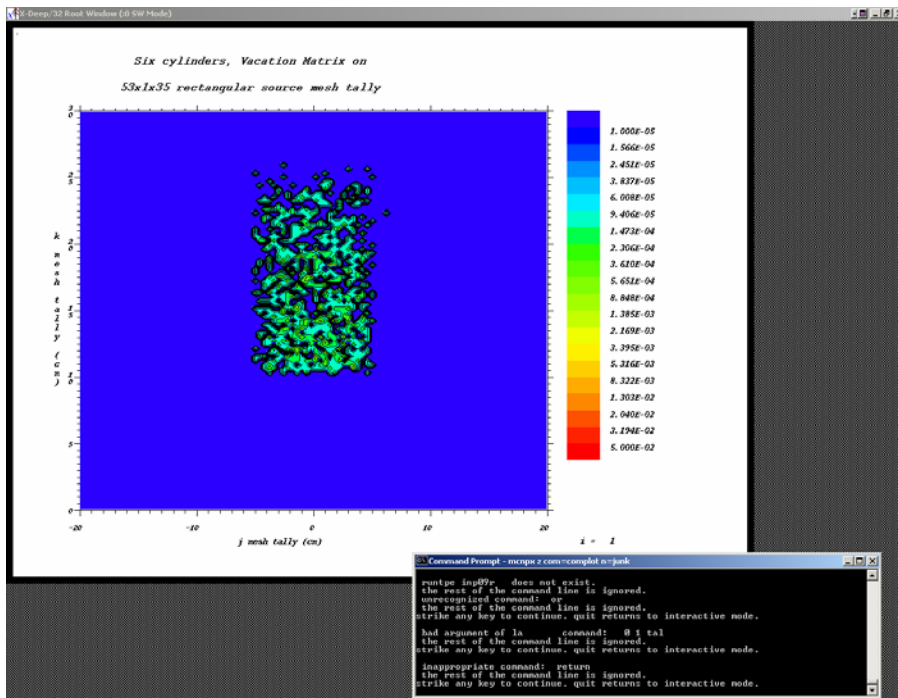 X-Deep/32 Root Window (:0 SW Mode)
Six cylinders, Vacation Matrix on
53x1x35 rectangular source mesh tally
30
25
20
15
10
5
0
k mesh tally (cm)
-20
-10
0
10
20
j mesh tally (cm)
i = 1
1.000E-05
1.566E-05
2.451E-05
3.837E-05
6.008E-05
9.406E-05
1.473E-04
2.306E-04
3.610E-04
5.651E-04
8.848E-04
1.385E-03
2.169E-03
3.395E-03
5.316E-03
8.322E-03
1.303E-02
2.040E-02
3.194E-02
5.000E-02
Command Prompt - mcnpx z com=complot n=junk
runtpe inp09r does not exist.
the rest of the command line is ignored.
unrecognized command: or
the rest of the command line is ignored.
strike any key to continue. quit returns to interactive mode.
bad argument of la command: 0 1 tal
the rest of the command line is ignored.
strike any key to continue. quit returns to interactive mode.
inappropriate command: return
the rest of the command line is ignored.
strike any key to continue. quit returns to interactive mode.